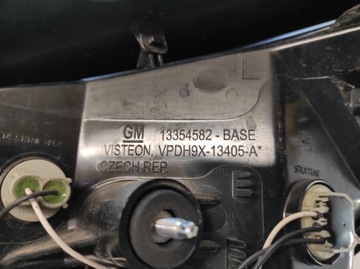 L
GM 13354582 - BASE
VISTEON VPDH9X-13405-A*
CZECH REP.